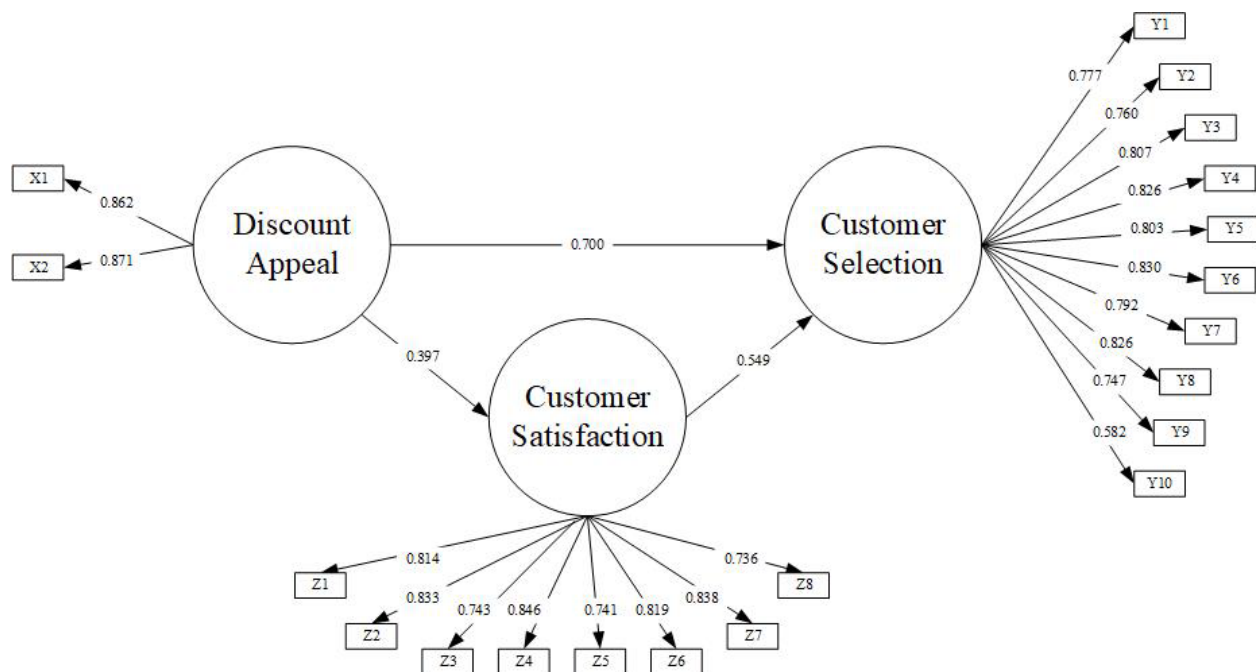 Y1
0.777
Y2
0.760
Y3
0.807
X1
Y4
0.862
0.826
Discount
Appeal
Customer
Selection
0.700
0.803
Y5
X2
0.871
0.830
Y6
0.792
Y7
0.397
0.549
0.826
Customer
Satisfaction
Y8
0.747
0.582
Y9
Y10
0.814
0.736
Z1
0.833
0.743
0.846
0.741
0.819
0.838
Z8
Z2
Z7
Z3
Z4
Z5
Z6